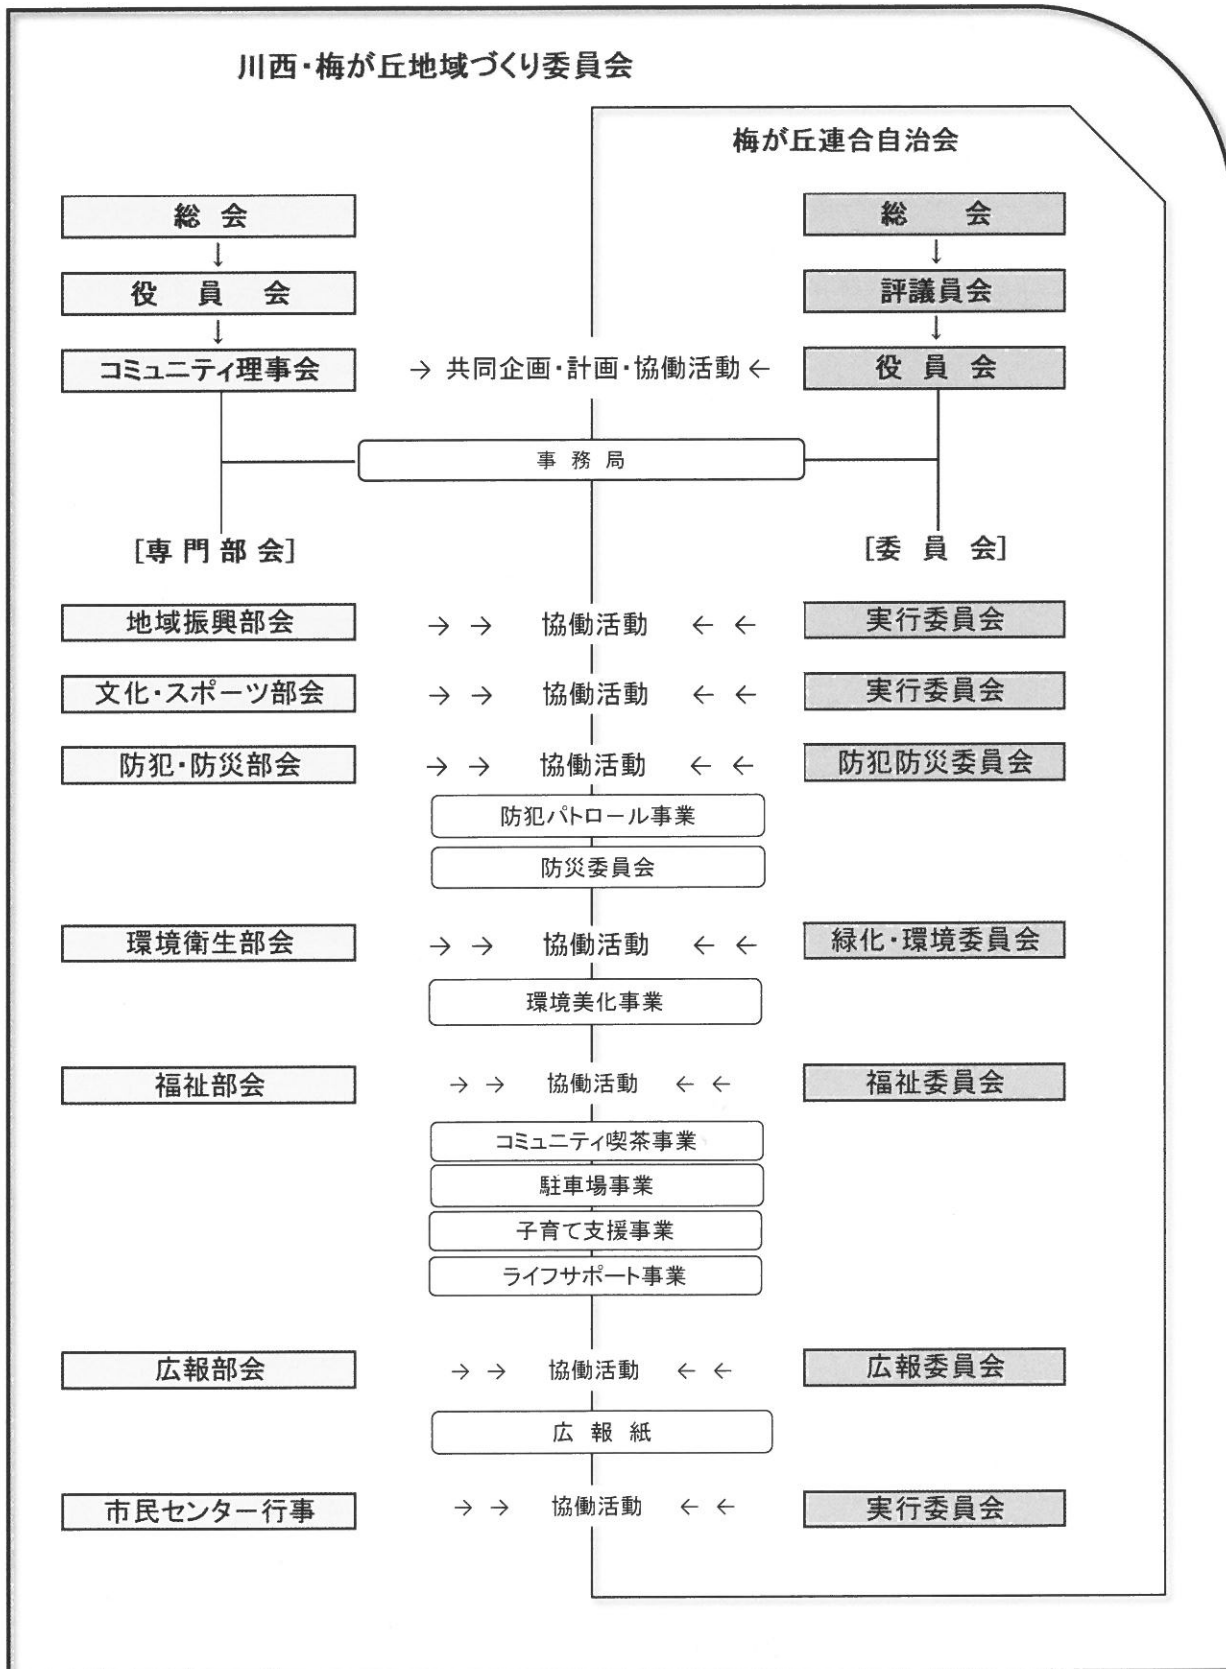 川西・梅が丘地域づくり委員会
梅が丘連合自治会
総 会
総 会
↓ ↓
役 員 会
評議員会
↓ ↓
コミュニティ理事会 → 共同企画・計画・協働活動 ← 役 員 会
事 務 局
[専 門 部 会] [委 員 会]
地域振興部会 → → 協働活動 ← ← 実行委員会
文化・スポーツ部会 → → 協働活動 ← ← 実行委員会
防犯・防災部会 → → 協働活動 ← ← 防犯防災委員会
防犯パトロール事業
防災委員会
環境衛生部会 → → 協働活動 ← ← 緑化・環境委員会
環境美化事業
福祉部会 → → 協働活動 ← ← 福祉委員会
コミュニティ喫茶事業
駐車場事業
子育て支援事業
ライフサポート事業
広報部会 → → 協働活動 ← ← 広報委員会
広 報 紙
市民センター行事 → → 協働活動 ← ← 実行委員会